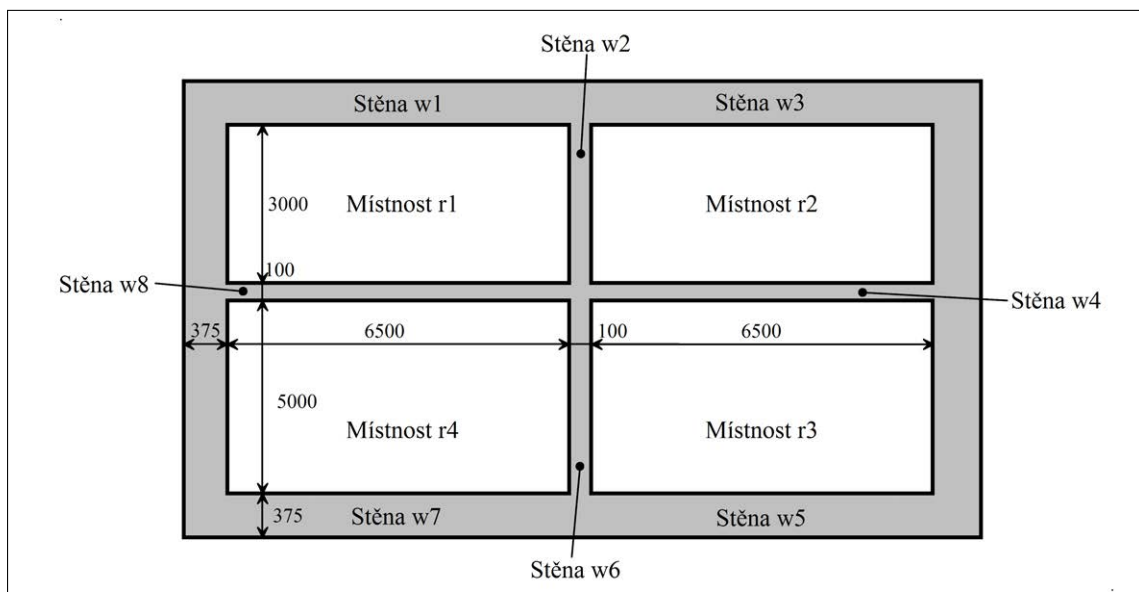 Stěna w2
Stěna w1
Stěna w3
3000
Místnost r1
Místnost r2
100
Stěna w8
Stěna w4
375
6500
100
6500
5000
Místnost r4
Místnost r3
375
Stěna w7
Stěna w5
Stěna w6